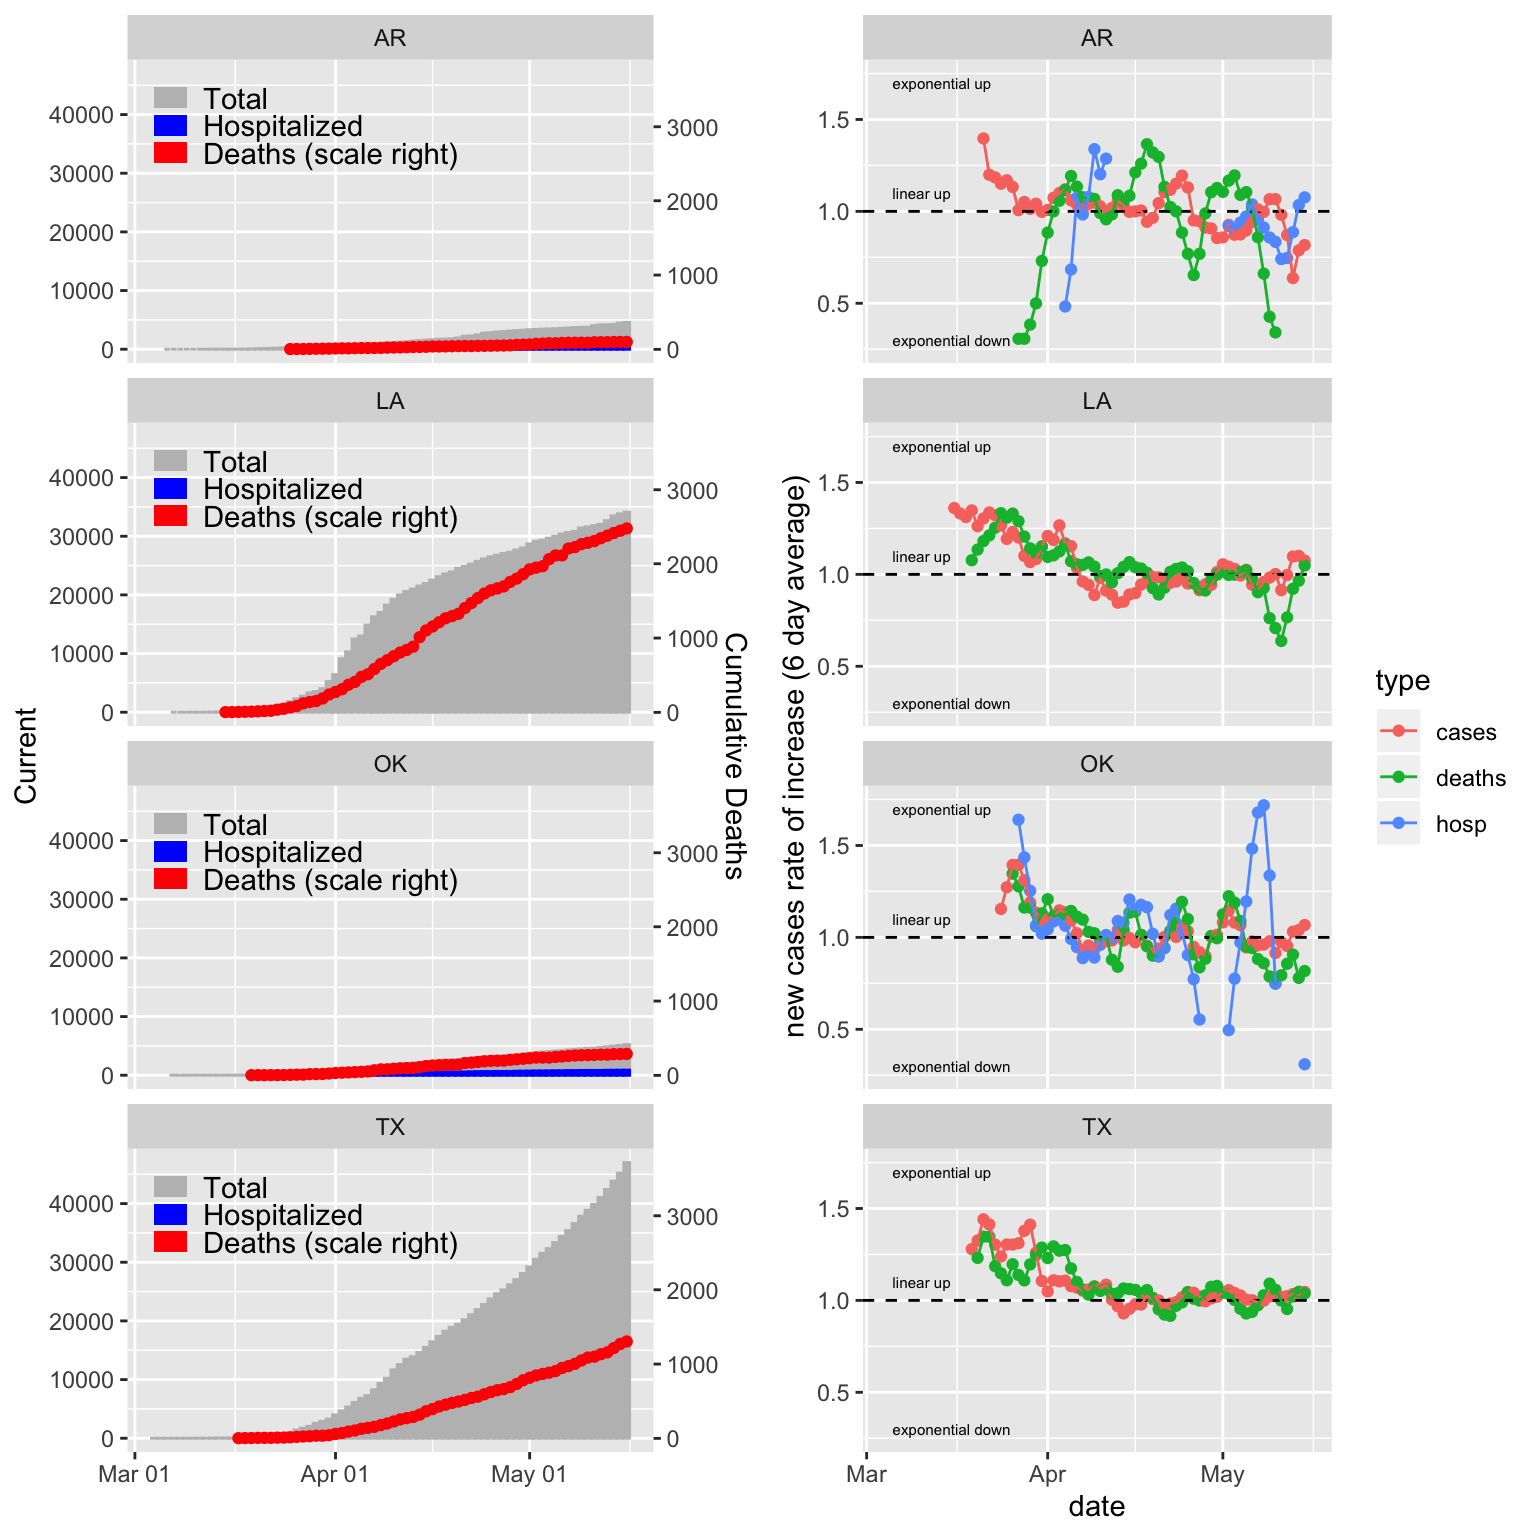 AR
40000
30000
20000
10000
0
Total
Hospitalized
Deaths (scale right)
3000
2000
1000
0
LA
40000
30000
20000
10000
0
Total
Hospitalized
Deaths (scale right)
3000
2000
1000
0
OK
40000
30000
20000
10000
0
Total
Hospitalized
Deaths (scale right)
3000
2000
1000
0
TX
40000
30000
20000
10000
0
Total
Hospitalized
Deaths (scale right)
3000
2000
1000
0
Mar 01
Apr 01
May 01
Current
Cumulative Deaths
AR
1.5
1.0
0.5
exponential up
linear up
exponential down
LA
1.5
1.0
0.5
exponential up
linear up
exponential down
OK
1.5
1.0
0.5
exponential up
linear up
exponential down
TX
1.5
1.0
0.5
exponential up
linear up
exponential down
Mar
Apr
May
date
new cases rate of increase (6 day average)
type
cases
deaths
hosp